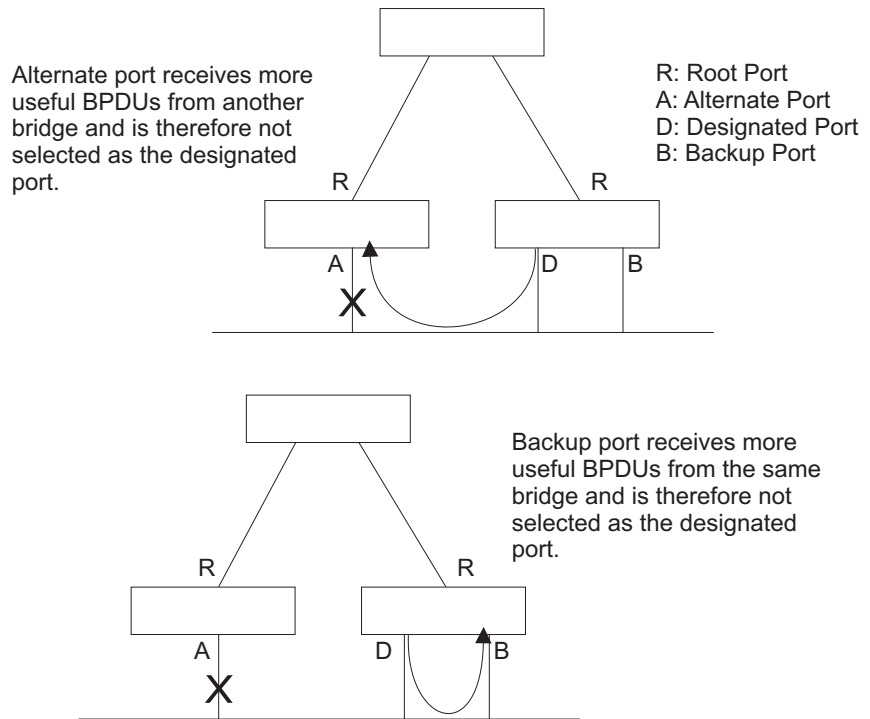 Alternate port receives more
useful BPDUs from another
bridge and is therefore not
selected as the designated
port.
R: Root Port
A: Alternate Port
D: Designated Port
B: Backup Port
R
R
A
D
B
X
Backup port receives more
useful BPDUs from the same
bridge and is therefore not
selected as the designated
port.
R
R
A
D
B
X